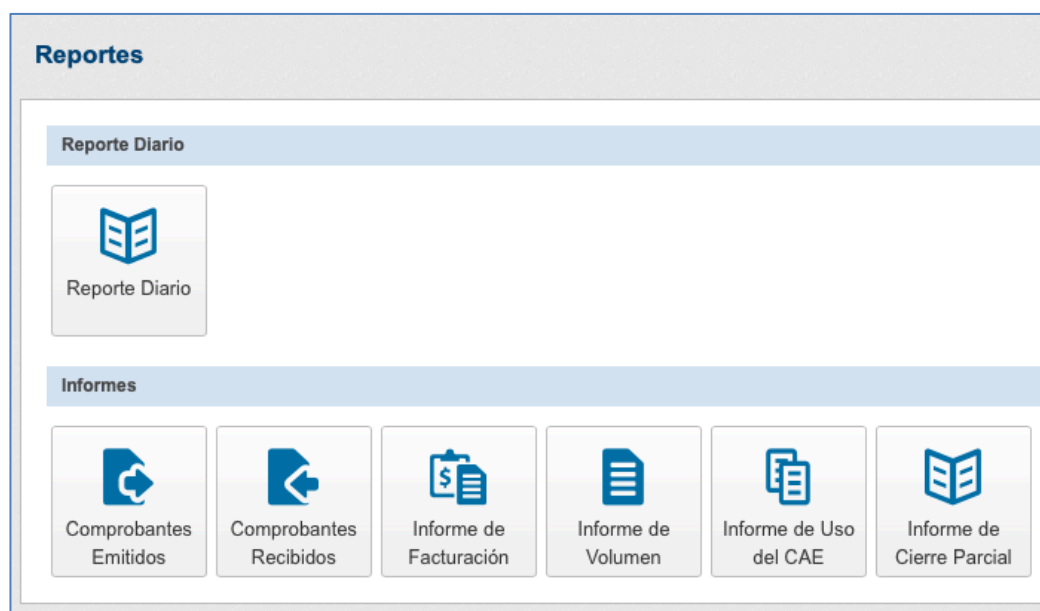 Reportes
Reporte Diario
Reporte Diario
Informes
Comprobantes
Emitidos
Comprobantes
Recibidos
$
Informe de
Facturación
Informe de
Volumen
Informe de Uso
del CAE
Informe de
Cierre Parcial